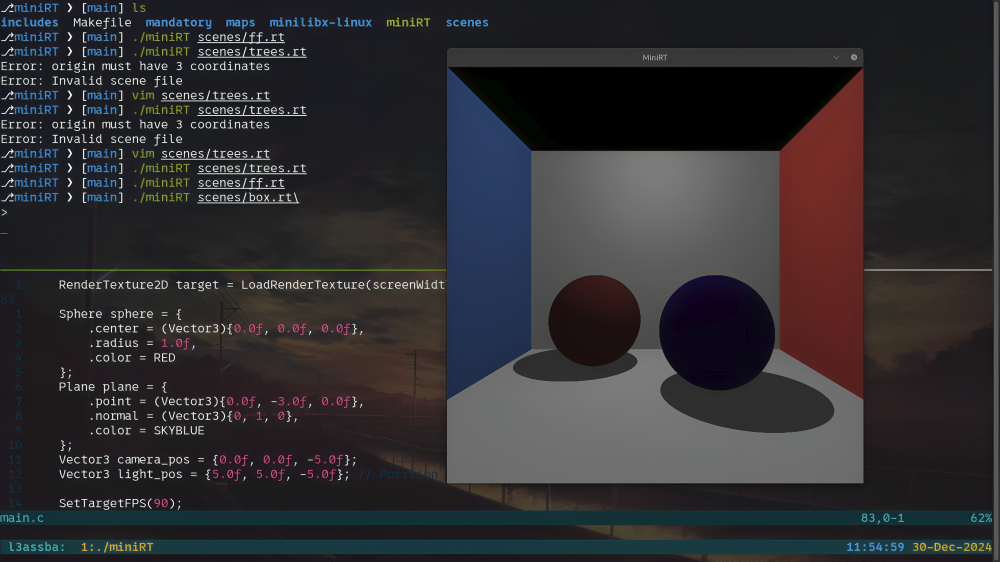 miniRT ❯ [main] ls
includes Makefile mandatory maps minilibx-linux miniRT scenes
miniRT ❯ [main] ./miniRT scenes/ff.rt
miniRT ❯ [main] ./miniRT scenes/trees.rt
Error: origin must have 3 coordinates
Error: Invalid scene file
miniRT ❯ [main] vim scenes/trees.rt
miniRT ❯ [main] ./miniRT scenes/trees.rt
Error: origin must have 3 coordinates
Error: Invalid scene file
miniRT ❯ [main] vim scenes/trees.rt
miniRT ❯ [main] ./miniRT scenes/trees.rt
miniRT ❯ [main] ./miniRT scenes/ff.rt
miniRT ❯ [main] ./miniRT scenes/box.rt\
>
MiniRT
1 RenderTexture2D target = LoadRenderTexture(screenWidt
83
1 Sphere sphere = {
2 .center = (Vector3){0.0f, 0.0f, 0.0f},
3 .radius = 1.0f,
4 .color = RED
5 };
6 Plane plane = {
7 .point = (Vector3){0.0f, -3.0f, 0.0f},
8 .normal = (Vector3){0, 1, 0},
9 .color = SKYBLUE
10 };
11 Vector3 camera_pos = {0.0f, 0.0f, -5.0f};
12 Vector3 light_pos = {5.0f, 5.0f, -5.0f}; // Position
13
14 SetTargetFPS(90);
main.c 83,0-1 62%
l3assba: 1:./miniRT 11:54:59 30-Dec-2024